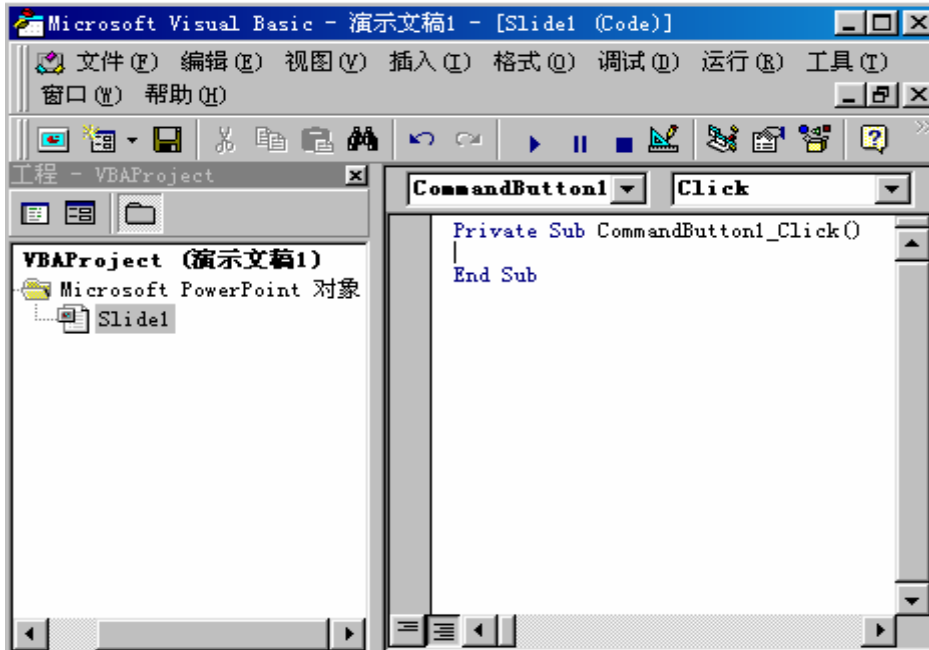 Microsoft Visual Basic - 演示文稿1 - [Slide1 (Code)]
文件(F) 编辑(E) 视图(V) 插入(I) 格式(O) 调试(D) 运行(R) 工具(T)
窗口(W) 帮助(H)
工程 - VBAProject
CommandButton1 Click
VBAProject (演示文稿1)
Microsoft PowerPoint 对象
Slide1
Private Sub CommandButton1_Click()
End Sub